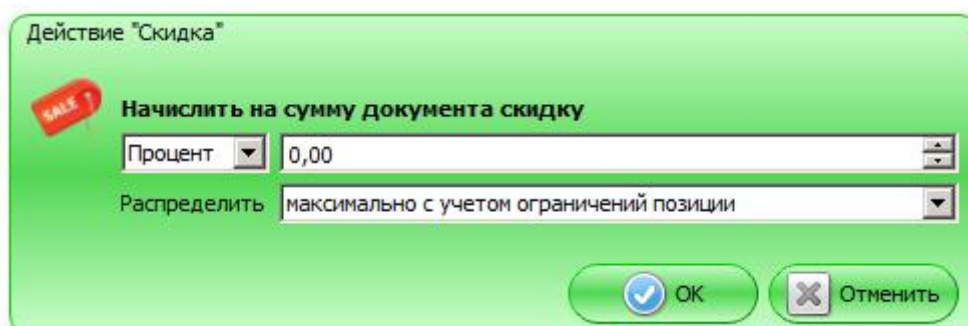 Действие "Скидка"
SALE
Начислить на сумму документа скидку
Процент 0,00
Распределить максимально с учетом ограничений позиции
OK Отменить